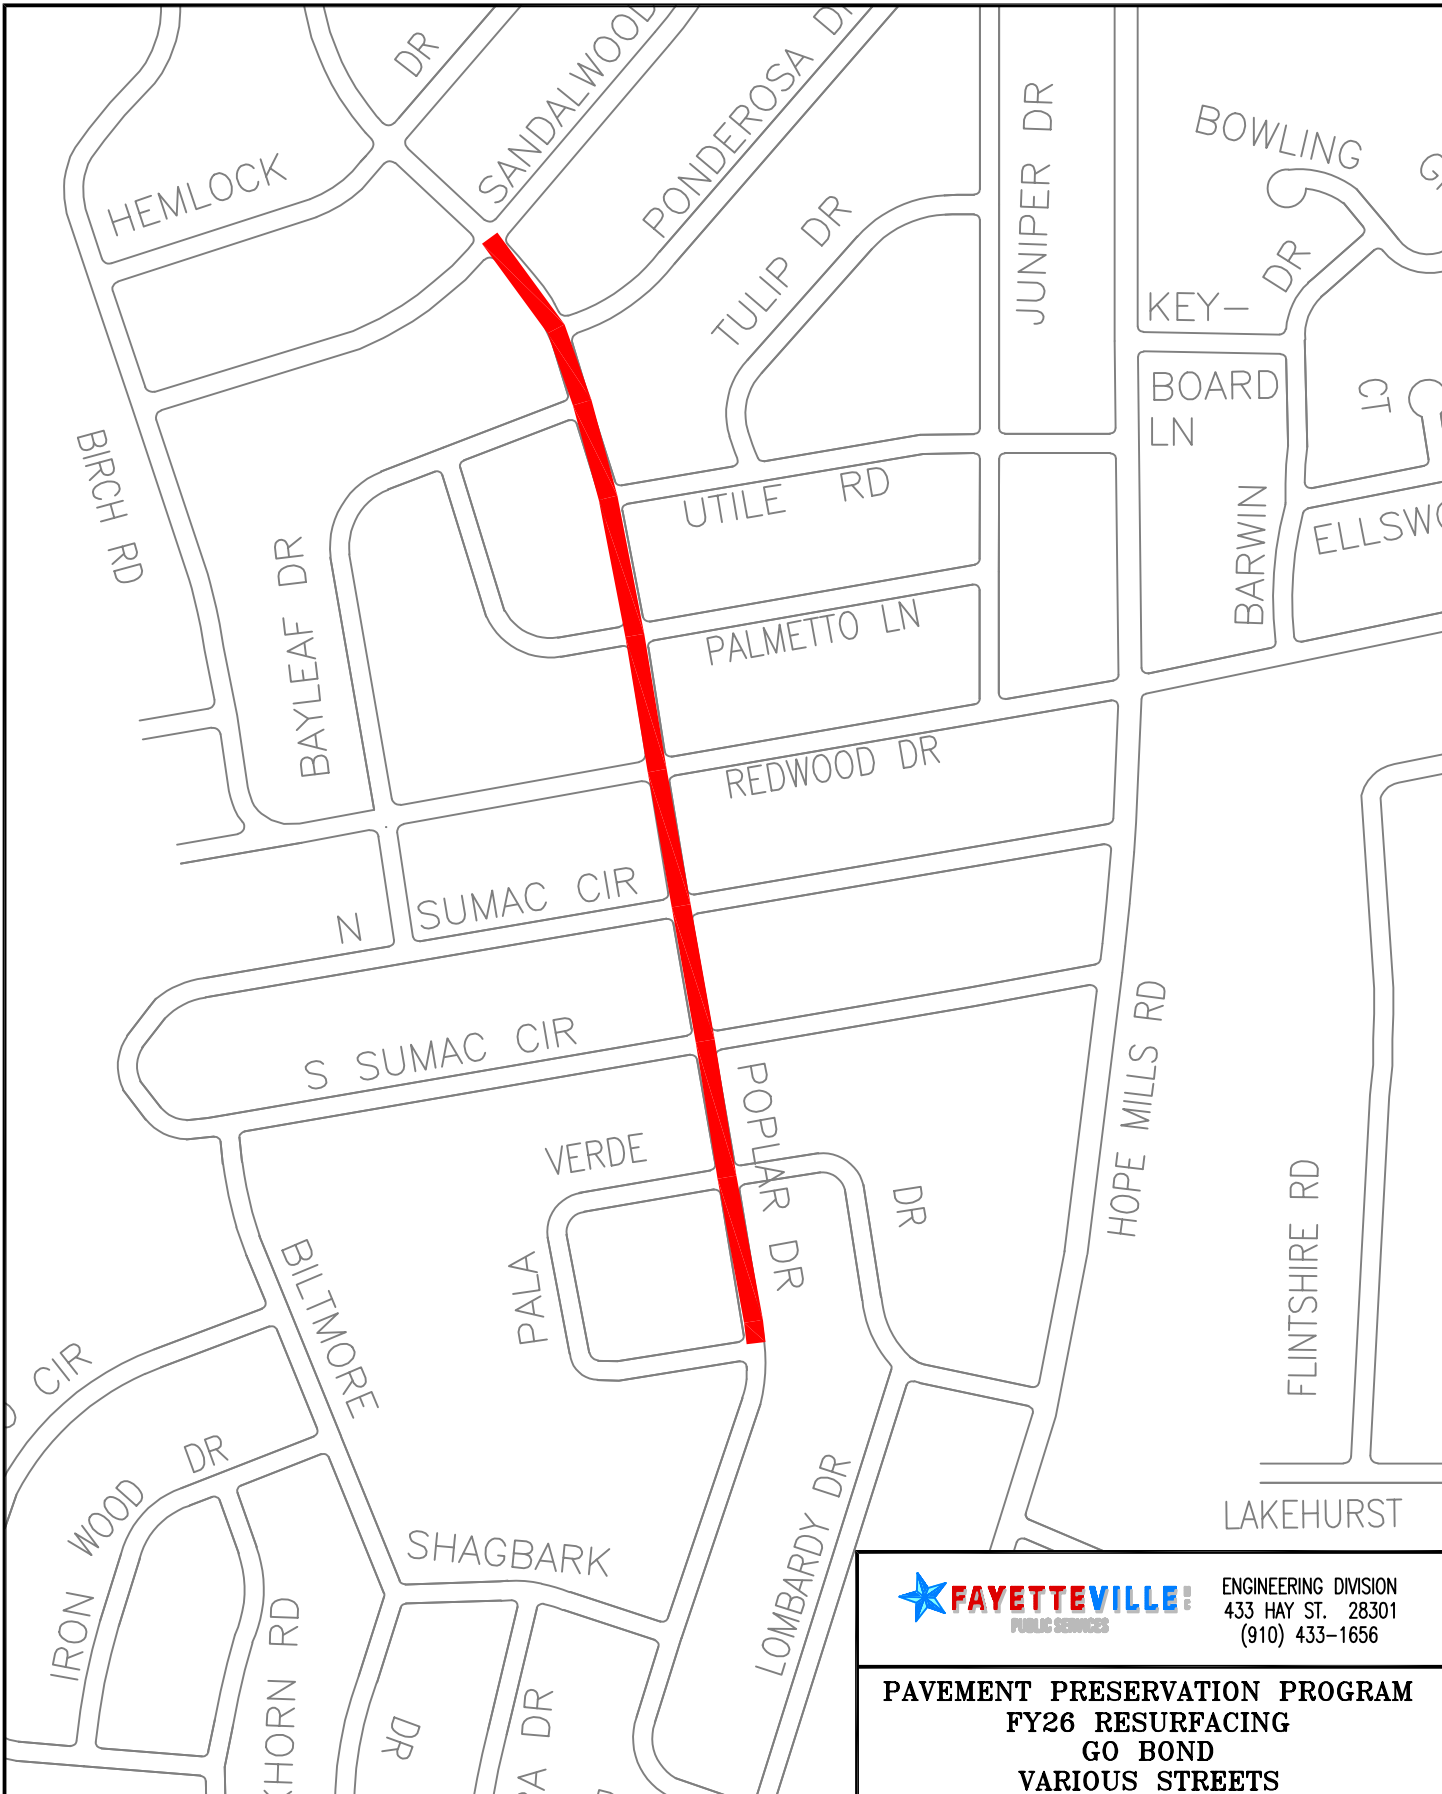 DR
SANDALWOOD
PONDEROSA
JUNIPER DR
BOWLING
HEMLOCK
TULIP DR
DR
KEY-
BOARD
LN
CT
BIRCH RD
UTILE RD
BARWIN
BAYLEAF DR
PALMETTO LN
REDWOOD DR
N SUMAC CIR
S SUMAC CIR
HOPE MILLS RD
POPLAR DR
VERDE
DR
PALA
BILTMORE
FLINTSHIRE RD
CIR
WOOD DR
IRON
SHAGBARK
LOMBARDY DR
LAKEHURST
DR
DR
RD
FAYETTEVILLE
PUBLIC SERVICES
ENGINEERING DIVISION
433 HAY ST. 28301
(910) 433-1656
PAVEMENT PRESERVATION PROGRAM
FY26 RESURFACING
GO BOND
VARIOUS STREETS